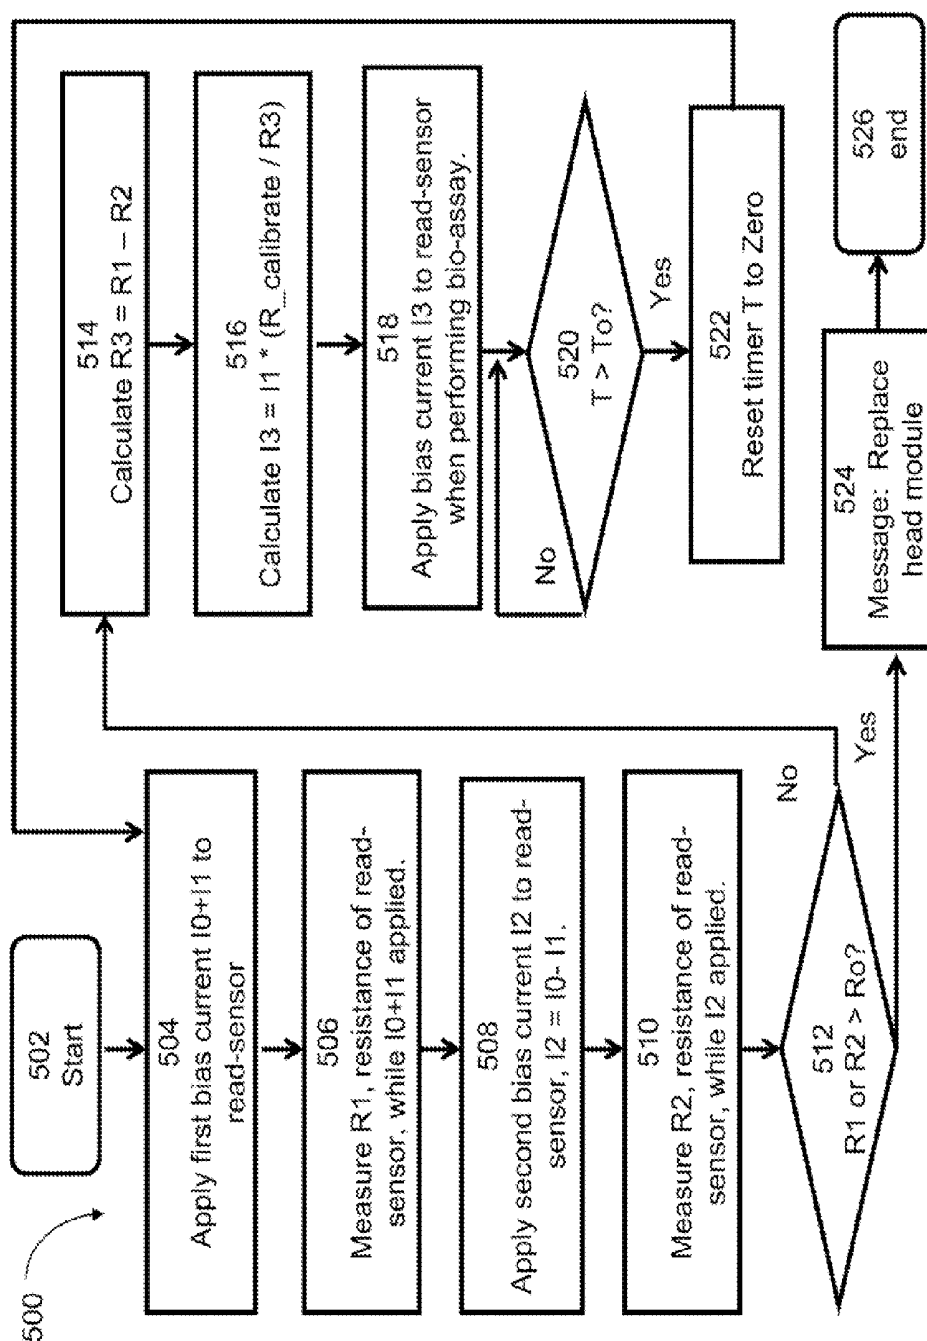 500
502
Start
504
Apply first bias current I0+I1 to
read-sensor
506
Measure R1, resistance of read-
sensor, while I0+I1 applied.
508
Apply second bias current I2 to read-
sensor, I2 = I0- I1.
510
Measure R2, resistance of read-
sensor, while I2 applied.
512
R1 or R2 > Ro?
No
Yes
514
Calculate R3 = R1 – R2
516
Calculate I3 = I1 * (R_calibrate / R3)
518
Apply bias current I3 to read-sensor
when performing bio-assay.
520
T > To?
No
Yes
522
Reset timer T to Zero
524
Message: Replace
head module
526
end